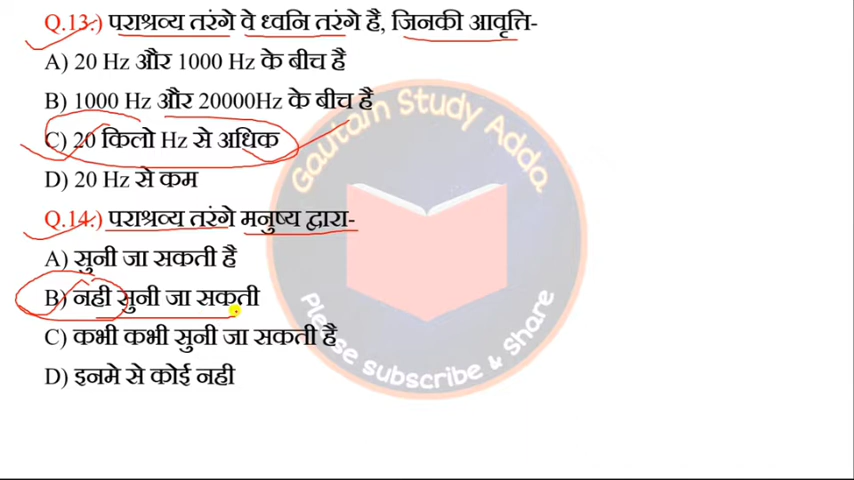 Q.13.) पराश्रव्य तरंगे वे ध्वनि तरंगे है, जिनकी आवृत्ति-
A) 20 Hz और 1000 Hz के बीच है
B) 1000 Hz और 20000Hz के बीच है
C) 20 किलो Hz से अधिक
D) 20 Hz से कम
Q.14.) पराश्रव्य तरंगे मनुष्य द्वारा-
A) सुनी जा सकती है
B) नही सुनी जा सकती
C) कभी कभी सुनी जा सकती है
D) इनमे से कोई नही
Gautam Study Adda
Please subscribe & share